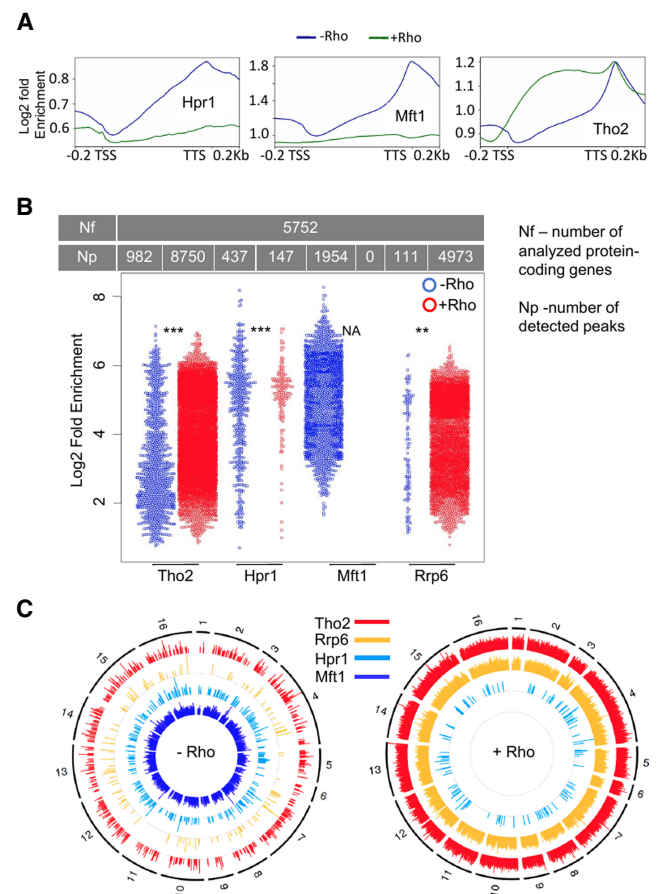 A
-Rho +Rho
Log2 fold
Enrichment
0.8
0.7
0.6
Hpr1
-0.2 TSS TTS 0.2Kb
1.8
1.4
1.0
Mft1
-0.2 TSS TTS 0.2Kb
1.2
1.1
1.0
0.9
Tho2
-0.2 TSS TTS 0.2Kb
B
Nf 5752
Np 982 8750 437 147 1954 0 111 4973
Nf – number of
analyzed protein-
coding genes
Np -number of
detected peaks
-Rho
+Rho
*** *** NA **
Log2 Fold Enrichment
8
6
4
2
Tho2 Hpr1 Mft1 Rrp6
C
Tho2
Rrp6
Hpr1
Mft1
- Rho
1
2
3
4
5
6
7
8
9
10
11
12
13
14
15
16
+ Rho
1
2
3
4
5
6
7
8
9
10
11
12
13
14
15
16